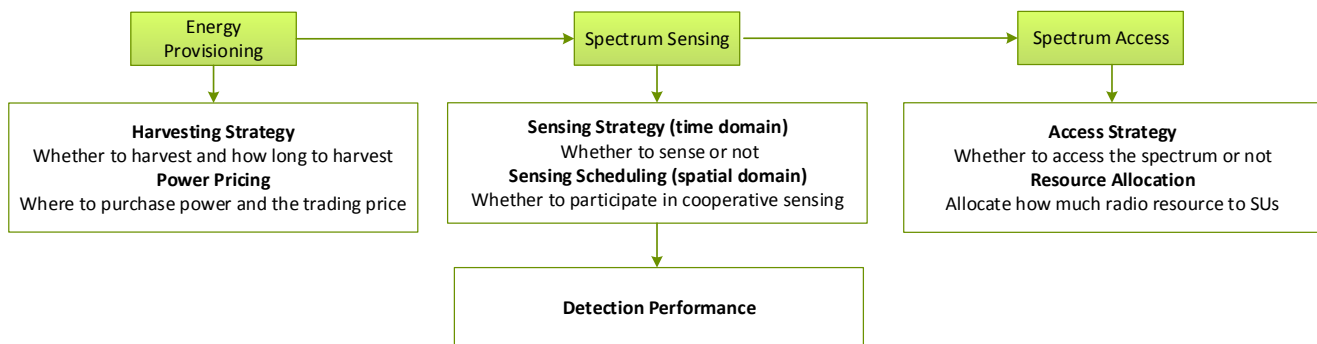 Energy
Provisioning
Spectrum Sensing
Spectrum Access
Harvesting Strategy
Whether to harvest and how long to harvest
Power Pricing
Where to purchase power and the trading price
Sensing Strategy (time domain)
Whether to sense or not
Sensing Scheduling (spatial domain)
Whether to participate in cooperative sensing
Access Strategy
Whether to access the spectrum or not
Resource Allocation
Allocate how much radio resource to SUs
Detection Performance